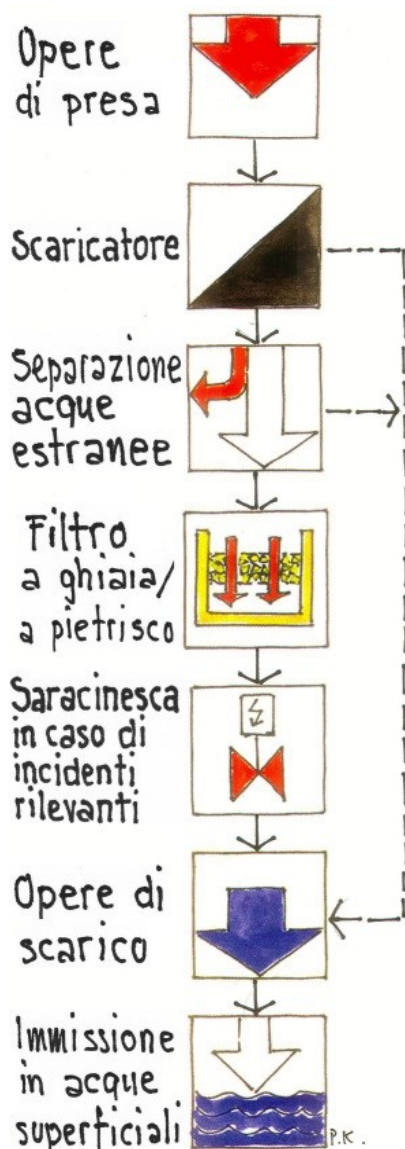 Opere
di presa
Scaricatore
Separazione
acque
estranee
Filtro
a ghiaia/
a pietrisco
Saracinesca
in caso di
incidenti
rilevanti
Opere di
scarico
Immissione
in acque
superficiali
P.K.